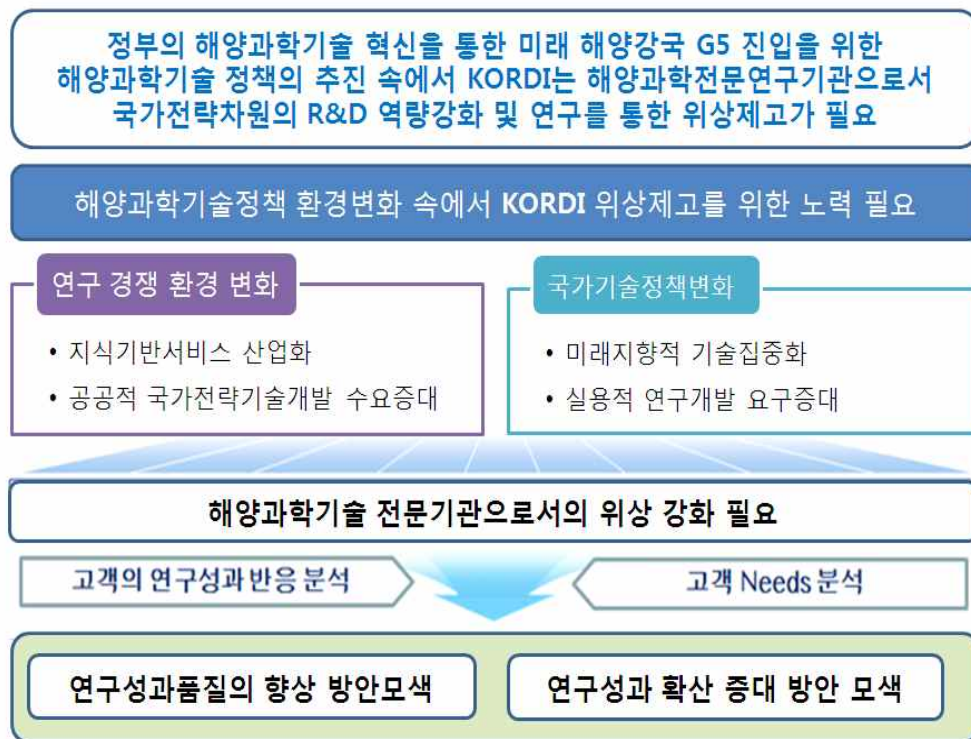 정부의 해양과학기술 혁신을 통한 미래 해양강국 G5 진입을 위한
해양과학기술 정책의 추진 속에서 KORDI는 해양과학전문연구기관으로서
국가전략차원의 R&D 역량강화 및 연구를 통한 위상제고가 필요
해양과학기술정책 환경변화 속에서 KORDI 위상제고를 위한 노력 필요
연구 경쟁 환경 변화
• 지식기반서비스 산업화
• 공공적 국가전략기술개발 수요증대
국가기술정책변화
• 미래지향적 기술집중화
• 실용적 연구개발 요구증대
해양과학기술 전문기관으로서의 위상 강화 필요
고객의 연구성과 반응 분석
고객 Needs 분석
연구성과품질의 향상 방안모색
연구성과 확산 증대 방안 모색